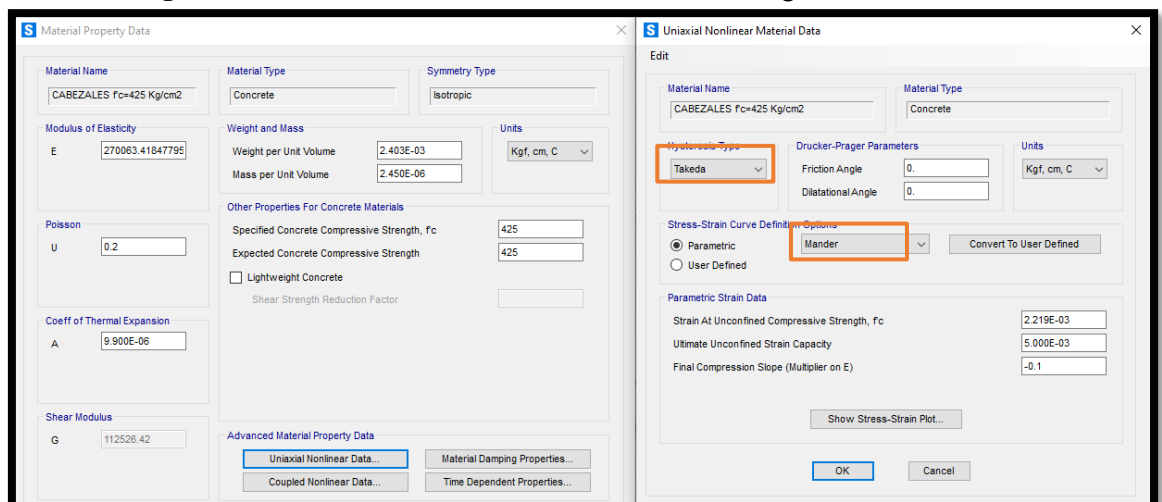 Material Property Data
Material Name
CABEZALES f'c=425 Kg/cm2
Material Type
Concrete
Symmetry Type
Isotropic
Modulus of Elasticity
E 270063.41847795
Weight and Mass
Weight per Unit Volume 2.403E-03
Mass per Unit Volume 2.450E-06
Units
Kgf, cm, C
Poisson
U 0.2
Other Properties For Concrete Materials
Specified Concrete Compressive Strength, f'c 425
Expected Concrete Compressive Strength 425
Lightweight Concrete
Shear Strength Reduction Factor
Coeff of Thermal Expansion
A 9.900E-06
Shear Modulus
G 112526.42
Advanced Material Property Data
Uniaxial Nonlinear Data... Material Damping Properties...
Coupled Nonlinear Data... Time Dependent Properties...
Uniaxial Nonlinear Material Data
Edit
Material Name
CABEZALES f'c=425 Kg/cm2
Material Type
Concrete
Hysteresis Type
Takeda
Drucker-Prager Parameters
Friction Angle 0.
Dilatational Angle 0.
Units
Kgf, cm, C
Stress-Strain Curve Definition Options
Parametric Mander Convert To User Defined
User Defined
Parametric Strain Data
Strain At Unconfined Compressive Strength, f'c 2.219E-03
Ultimate Unconfined Strain Capacity 5.000E-03
Final Compression Slope (Multiplier on E) -0.1
Show Stress-Strain Plot...
OK Cancel